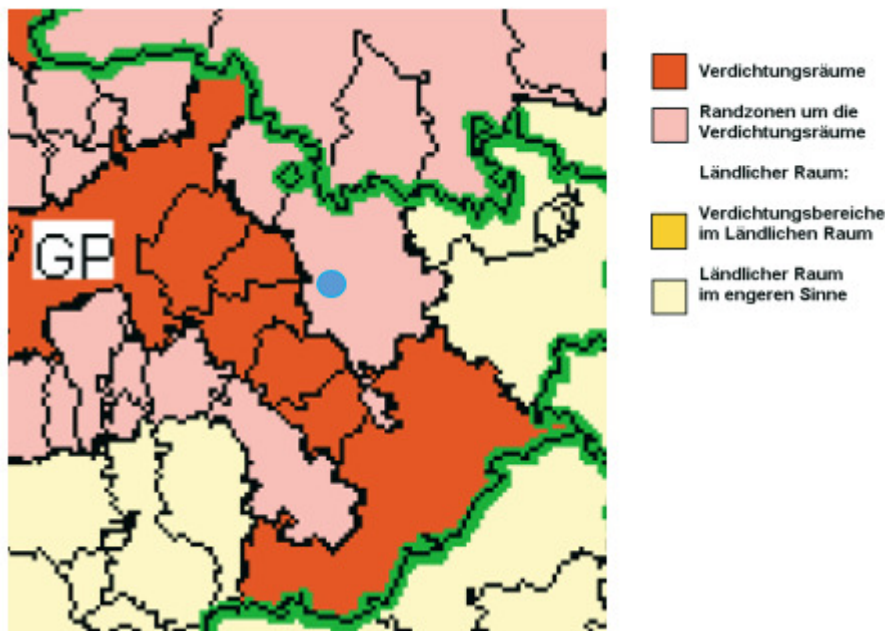 GP
Verdichtungsräume
Randzonen um die
Verdichtungsräume
Ländlicher Raum:
Verdichtungsbereiche
im Ländlichen Raum
Ländlicher Raum
im engeren Sinne